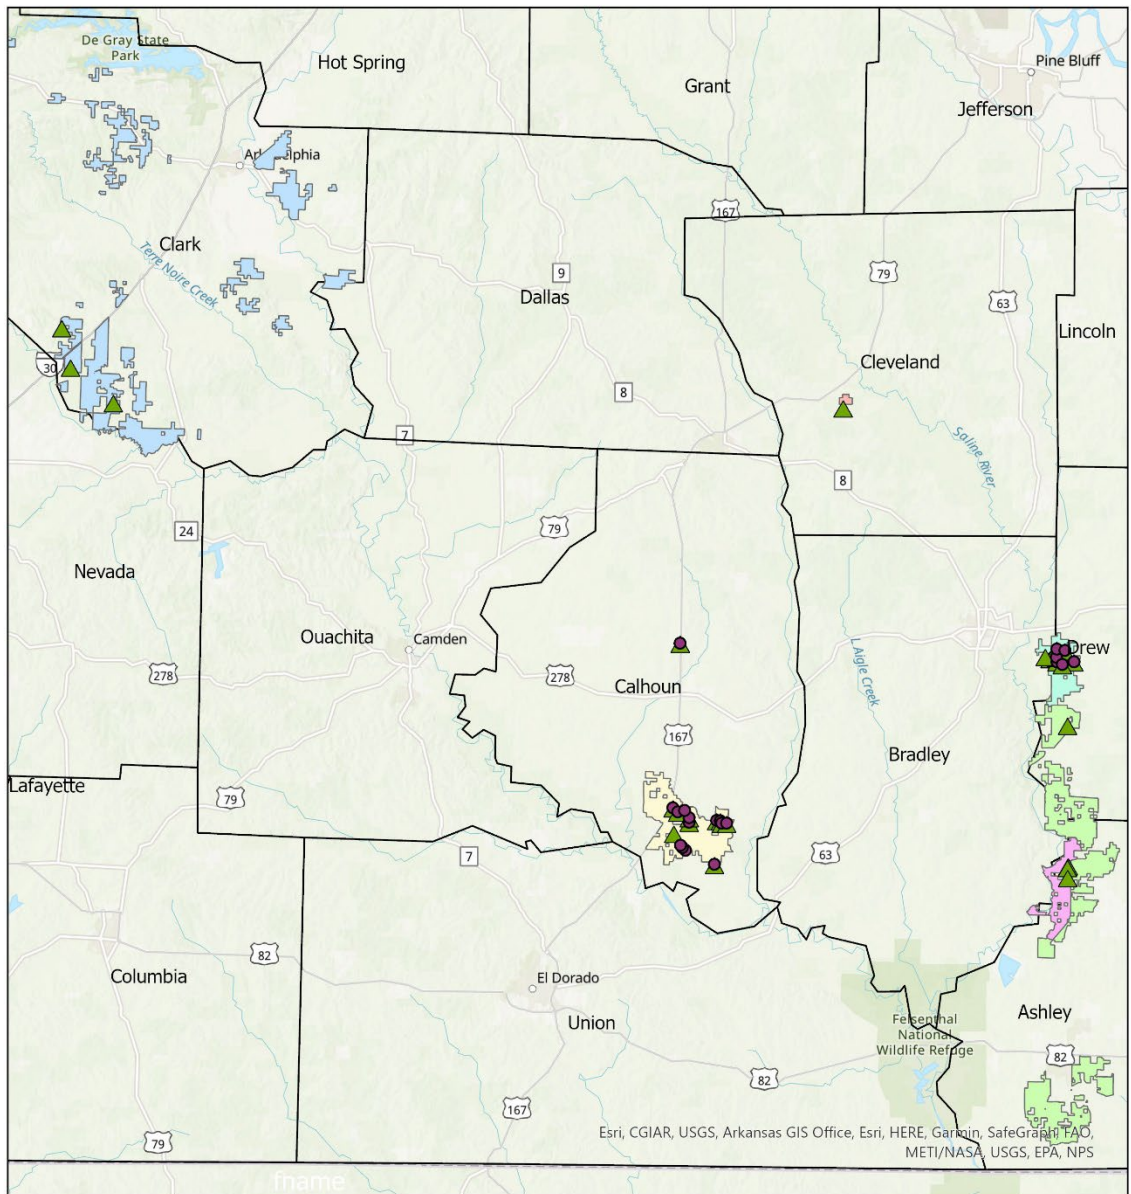 De Gray State
Park
Hot Spring
Grant
Pine Bluff
Jefferson
Arkadelphia
167
Clark
Terre Noire Creek
9
79
Dallas
63
Lincoln
Cleveland
30
8
7
Saline River
8
24
79
Nevada
Ouachita
Camden
L Aigle Creek
Drew
278
278
Calhoun
167
Bradley
Lafayette
79
7
63
82
Columbia
El Dorado
Union
Felsenthal
National
Wildlife Refuge
Ashley
82
82
167
79
Esri, CGIAR, USGS, Arkansas GIS Office, Esri, HERE, Garmin, SafeGraph, FAO,
METI/NASA, USGS, EPA, NPS
fname